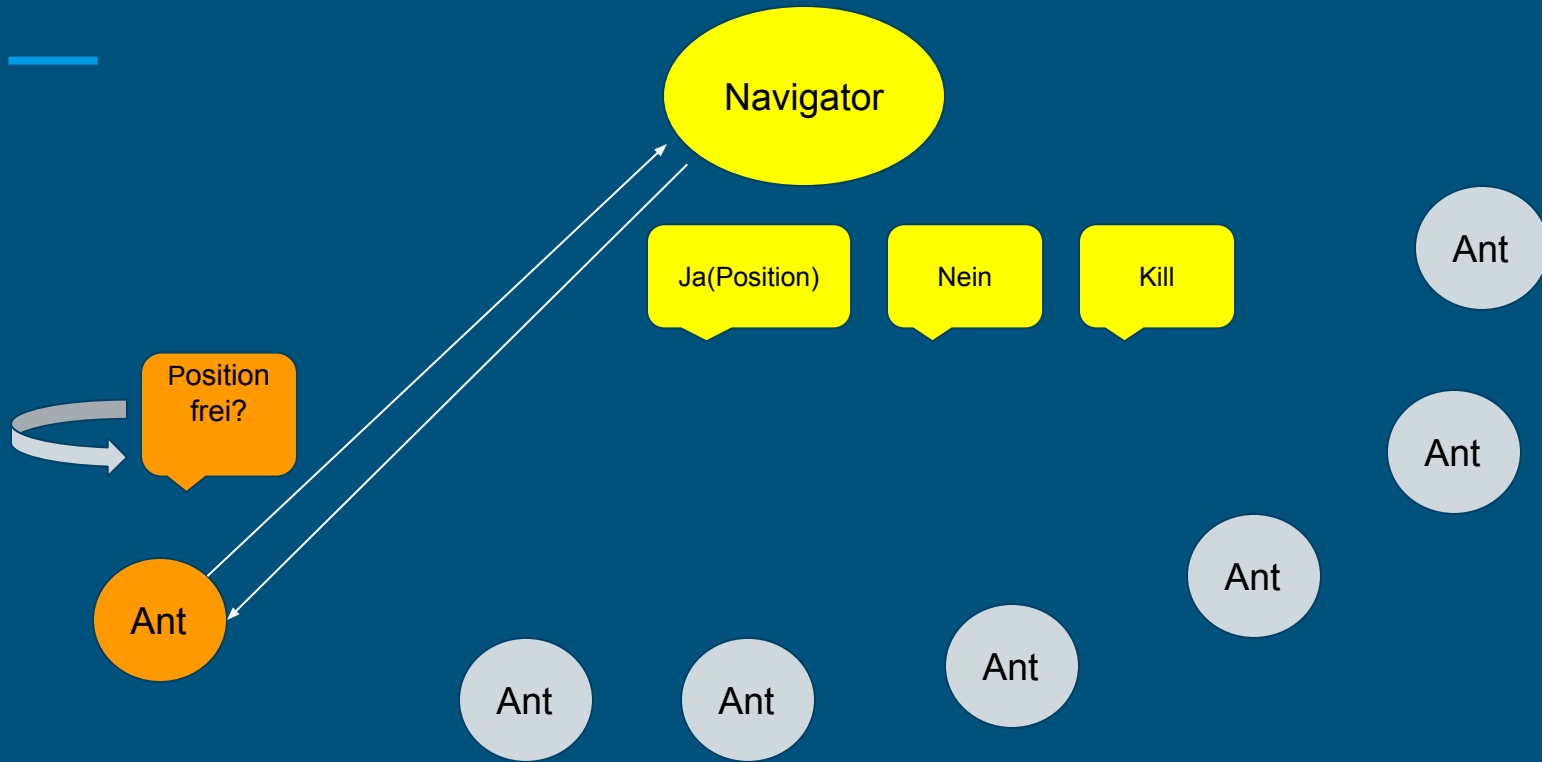 Navigator
Ja(Position)
Nein
Kill
Ant
Position
frei?
Ant
Ant
Ant
Ant
Ant
Ant